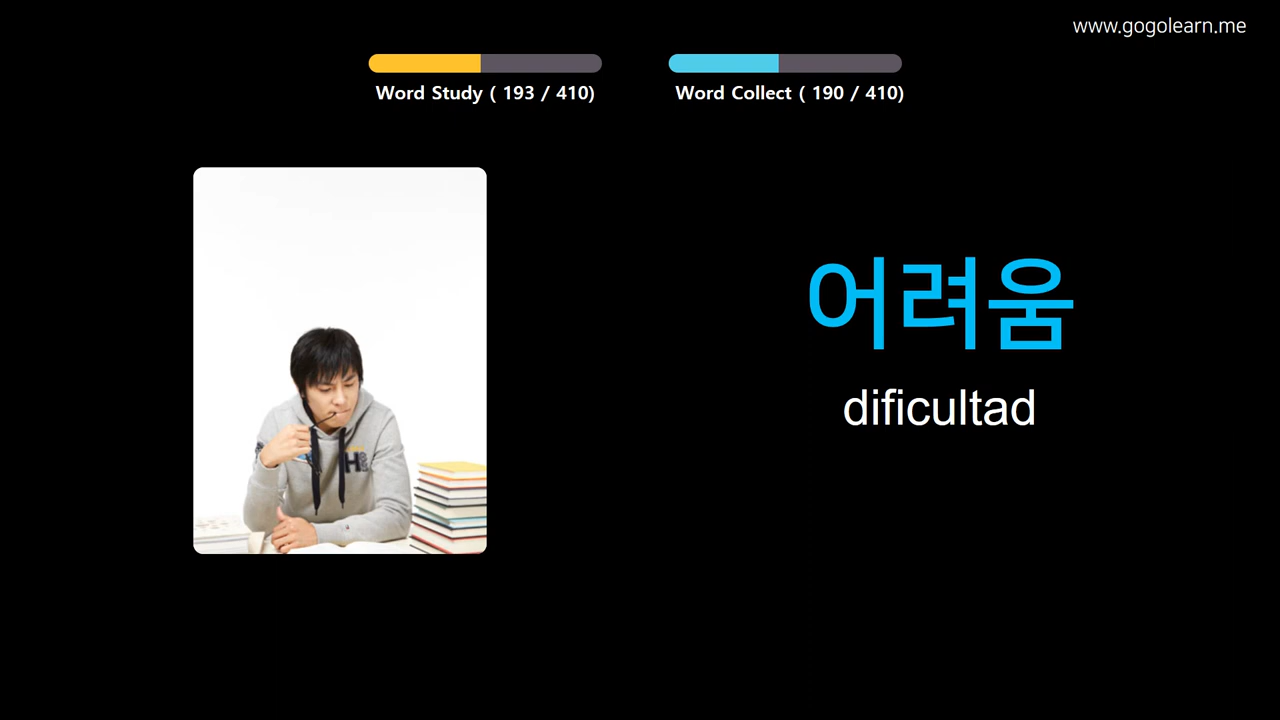 www.gogolearn.me
Word Study ( 193 / 410)
Word Collect ( 190 / 410)
어려움
dificultad
H